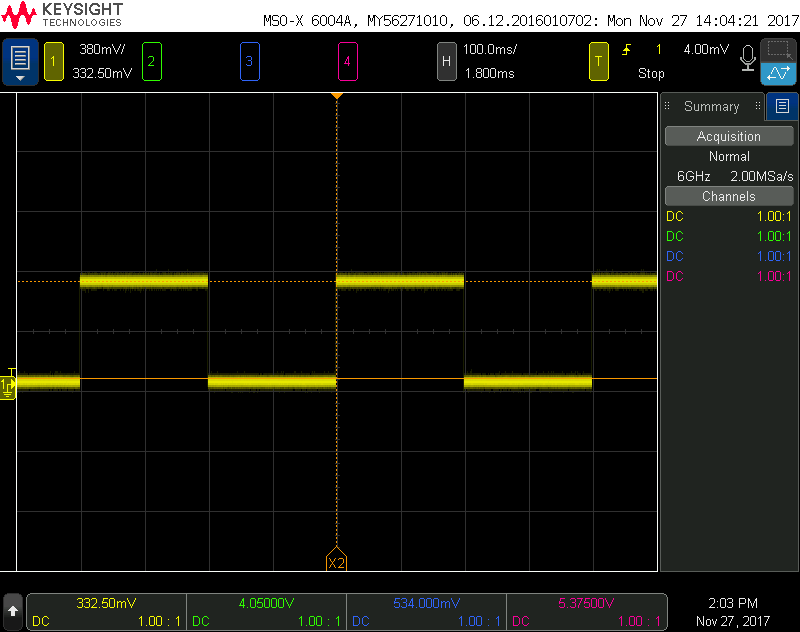 KEYSIGHT
TECHNOLOGIES
MSO-X 6004A, MY56271010, 06.12.2016010702: Mon Nov 27 14:04:21 2017
1 380mV/ 2 3 4 H 100.0ms/ T 1 4.00mV
332.50mV 1.800ms Stop
Summary
Acquisition
Normal
6GHz 2.00MSa/s
Channels
DC 1.00:1
DC 1.00:1
DC 1.00:1
DC 1.00:1
T
1
X2
332.50mV 4.05000V 534.000mV 5.37500V 2:03 PM
DC 1.00 : 1 DC 1.00 : 1 DC 1.00 : 1 DC 1.00 : 1 Nov 27, 2017